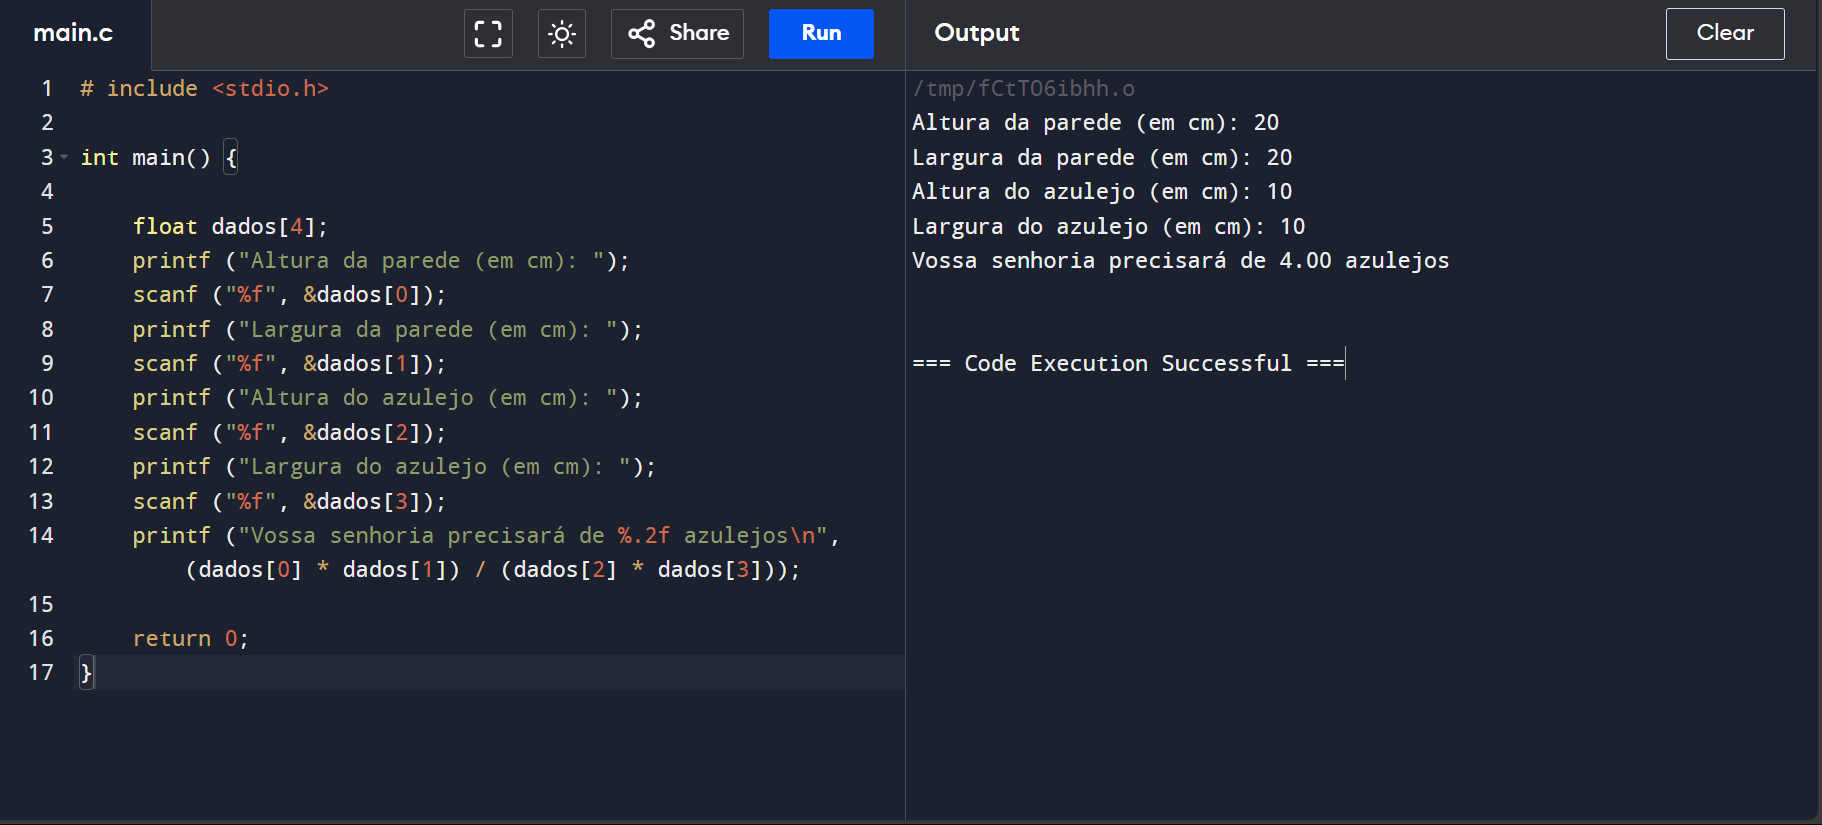 main.c
Share
Run
Output
Clear
1 # include <stdio.h>
2
3 int main() {
4
5     float dados[4];
6     printf ("Altura da parede (em cm): ");
7     scanf ("%f", &dados[0]);
8     printf ("Largura da parede (em cm): ");
9     scanf ("%f", &dados[1]);
10     printf ("Altura do azulejo (em cm): ");
11     scanf ("%f", &dados[2]);
12     printf ("Largura do azulejo (em cm): ");
13     scanf ("%f", &dados[3]);
14     printf ("Vossa senhoria precisará de %.2f azulejos\n",
        (dados[0] * dados[1]) / (dados[2] * dados[3]));
15
16     return 0;
17 }
/tmp/fCtTO6ibhh.o
Altura da parede (em cm): 20
Largura da parede (em cm): 20
Altura do azulejo (em cm): 10
Largura do azulejo (em cm): 10
Vossa senhoria precisará de 4.00 azulejos
=== Code Execution Successful ===